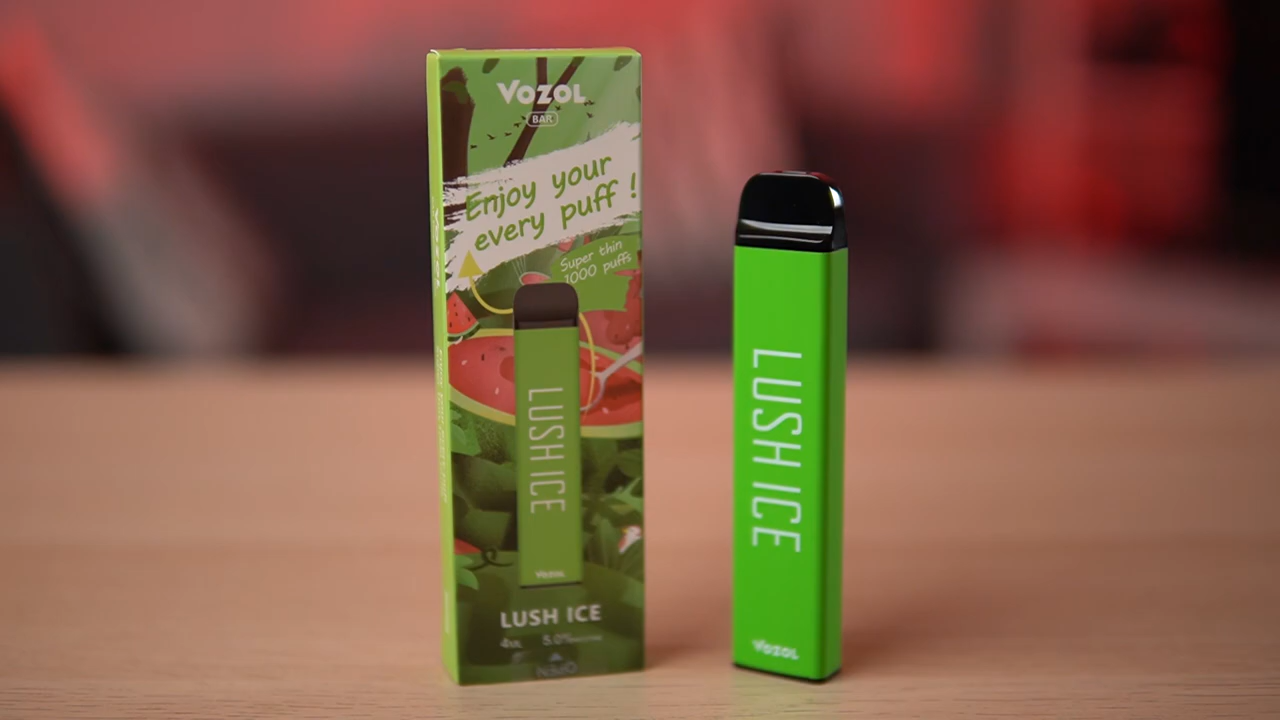 VOZOL
BAR
Enjoy your
every puff !
Super thin
1000 puffs
LUSH ICE
VOZOL
LUSH ICE
5.0%
LUSH ICE
VOZOL